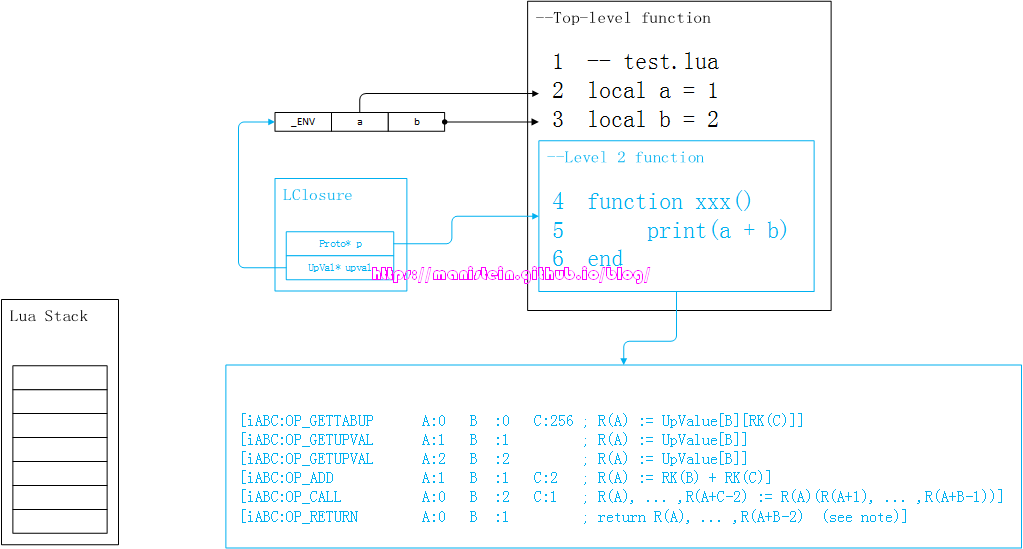 --Top-level function
1 -- test.lua
2 local a = 1
3 local b = 2
_ENV a b
--Level 2 function
4 function xxx()
5 print(a + b)
6 end
LClosure
Proto* p
UpVal* upval
https://manistein.github.io/blog/
Lua Stack
[iABC:OP_GETTABUP A:0 B :0 C:256 ; R(A) := UpValue[B][RK(C)]]
[iABC:OP_GETUPVAL A:1 B :1 ; R(A) := UpValue[B]]
[iABC:OP_GETUPVAL A:2 B :2 ; R(A) := UpValue[B]]
[iABC:OP_ADD A:1 B :1 C:2 ; R(A) := RK(B) + RK(C)]
[iABC:OP_CALL A:0 B :2 C:1 ; R(A), ... ,R(A+C-2) := R(A)(R(A+1), ... ,R(A+B-1))]
[iABC:OP_RETURN A:0 B :1 ; return R(A), ... ,R(A+B-2) (see note)]